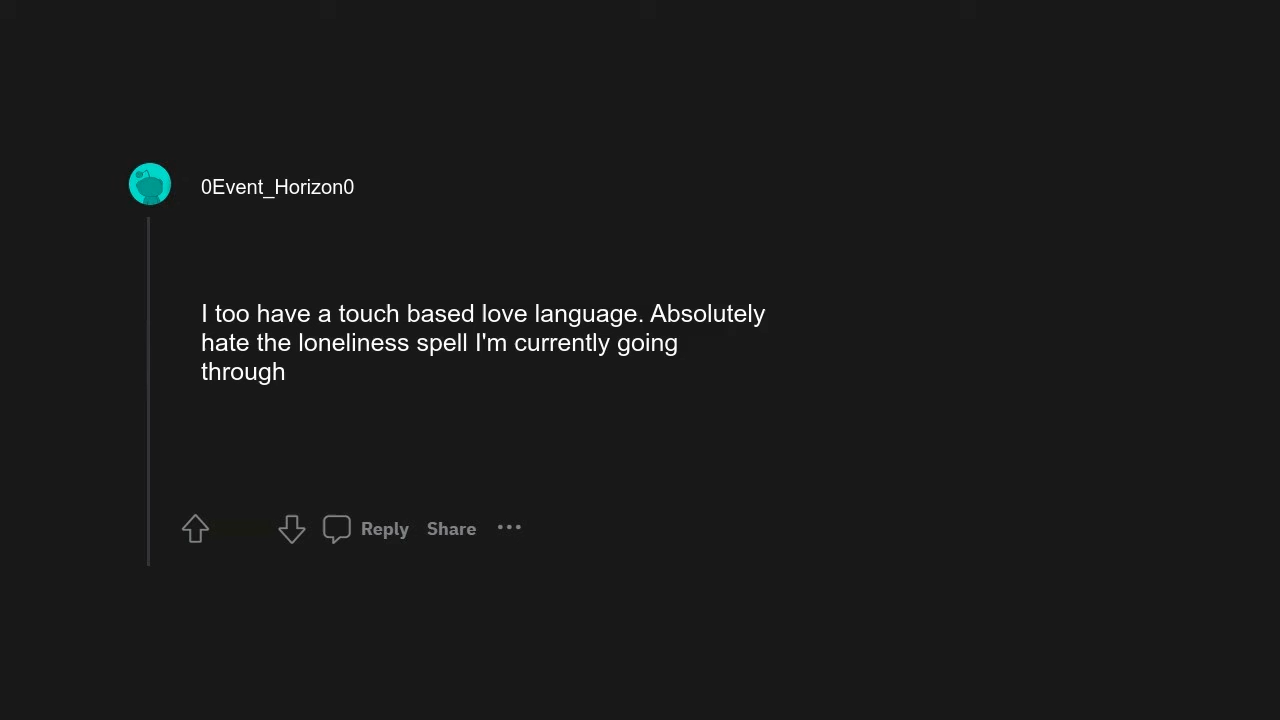 0Event_Horizon0
I too have a touch based love language. Absolutely
hate the loneliness spell I'm currently going
through
Reply Share